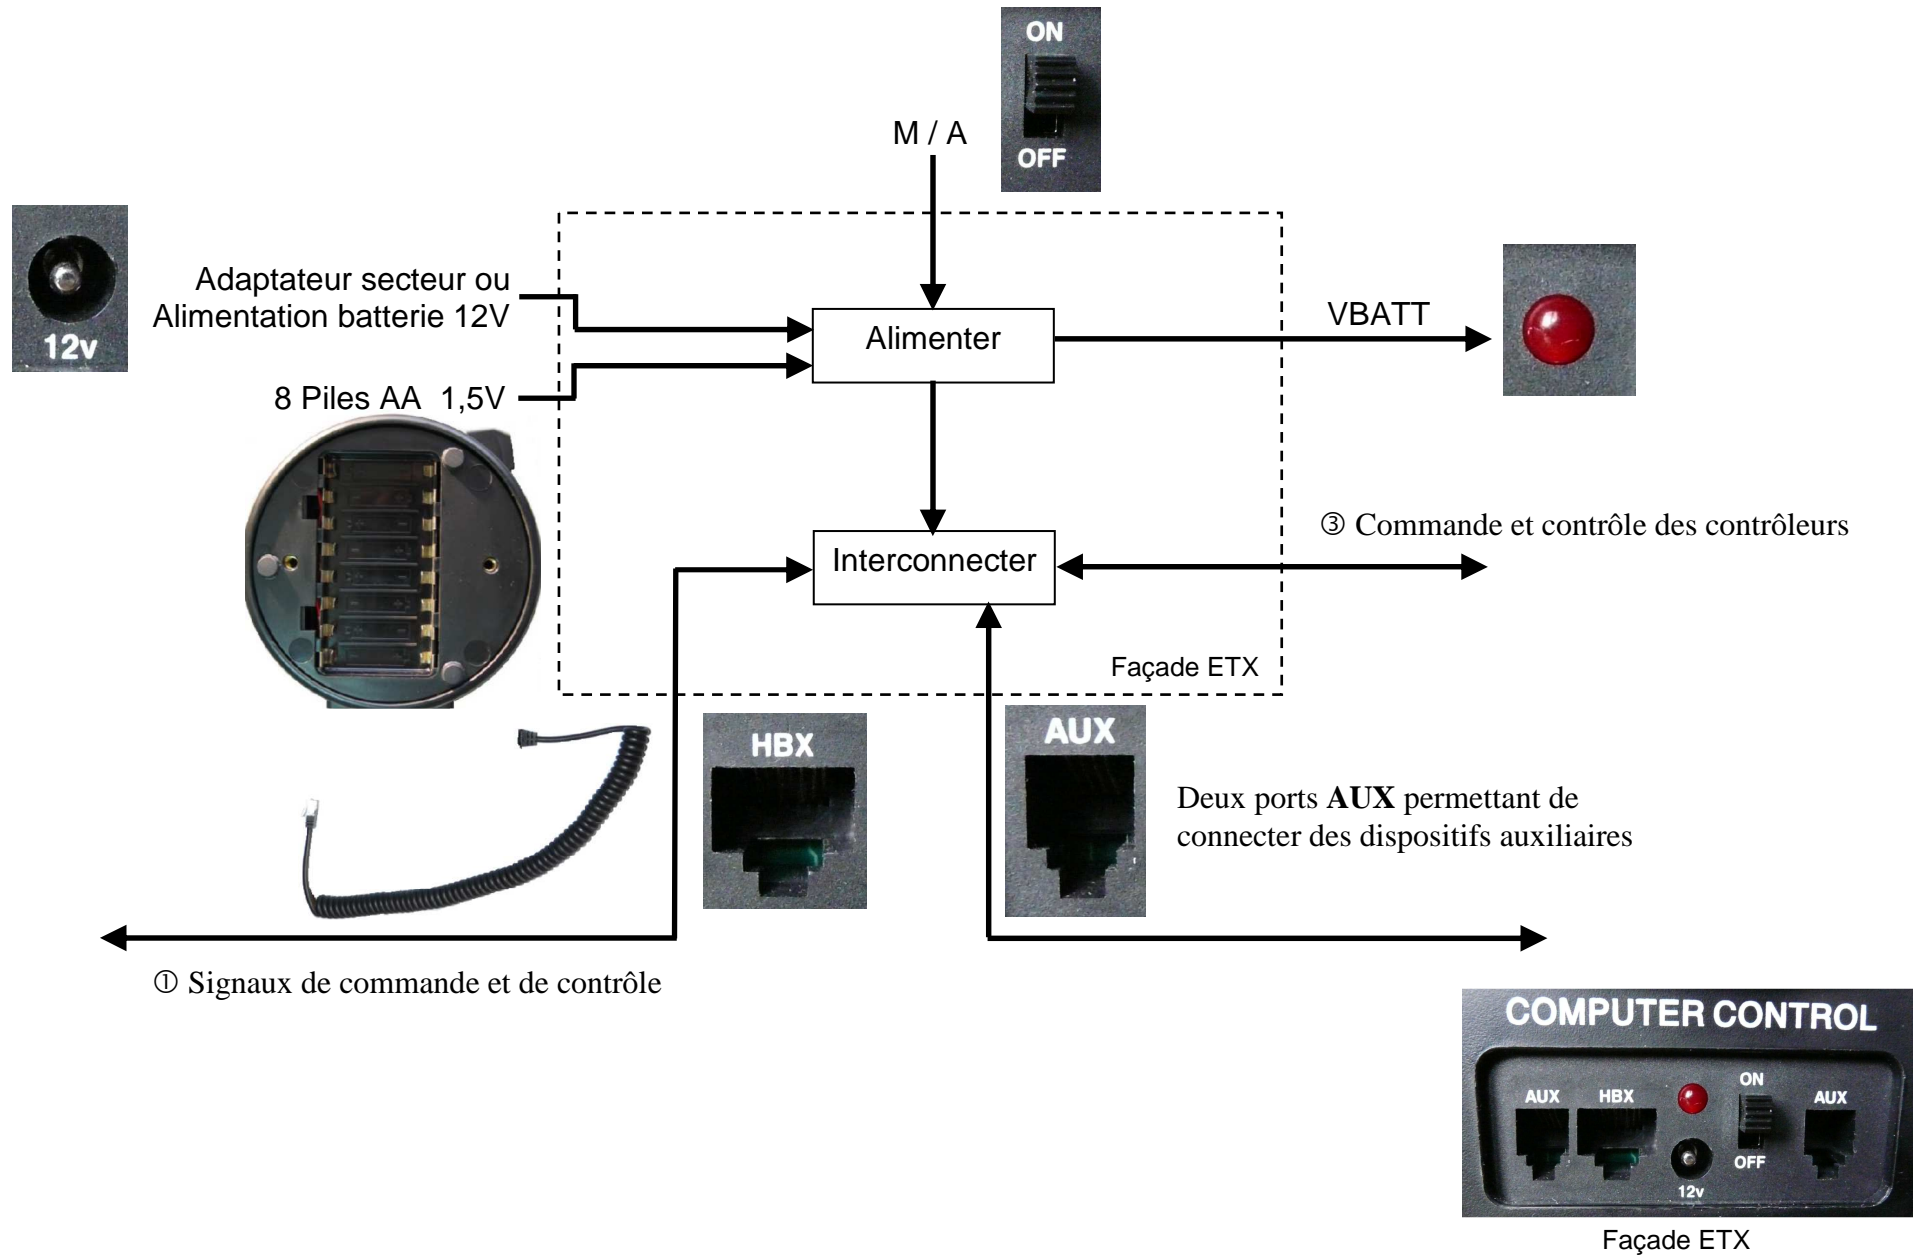 ON
OFF
M / A
12v
Adaptateur secteur ou
Alimentation batterie 12V
8 Piles AA 1,5V
Alimenter
VBATT
③ Commande et contrôle des contrôleurs
Interconnecter
Façade ETX
HBX
AUX
Deux ports AUX permettant de
connecter des dispositifs auxiliaires
① Signaux de commande et de contrôle
COMPUTER CONTROL
AUX
HBX
ON
OFF
12v
AUX
Façade ETX